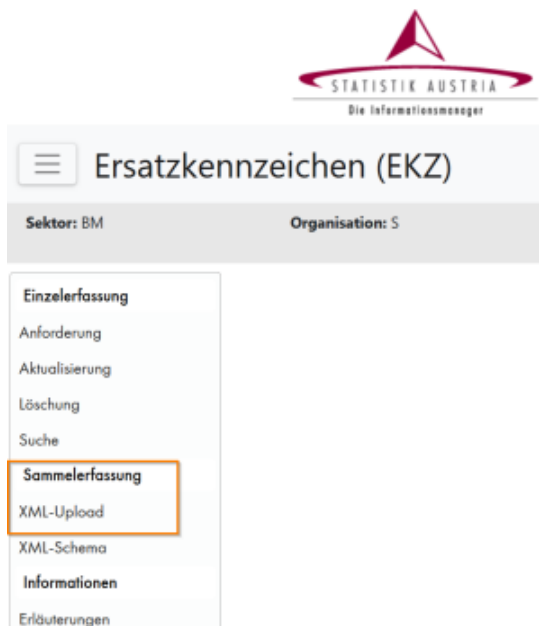 STATISTIK AUSTRIA
Die Informationsmanager
Ersatzkennzeichen (EKZ)
Sektor: BM Organisation: S
Einzelerfassung
Anforderung
Aktualisierung
Löschung
Suche
Sammelerfassung
XML-Upload
XML-Schema
Informationen
Erläuterungen